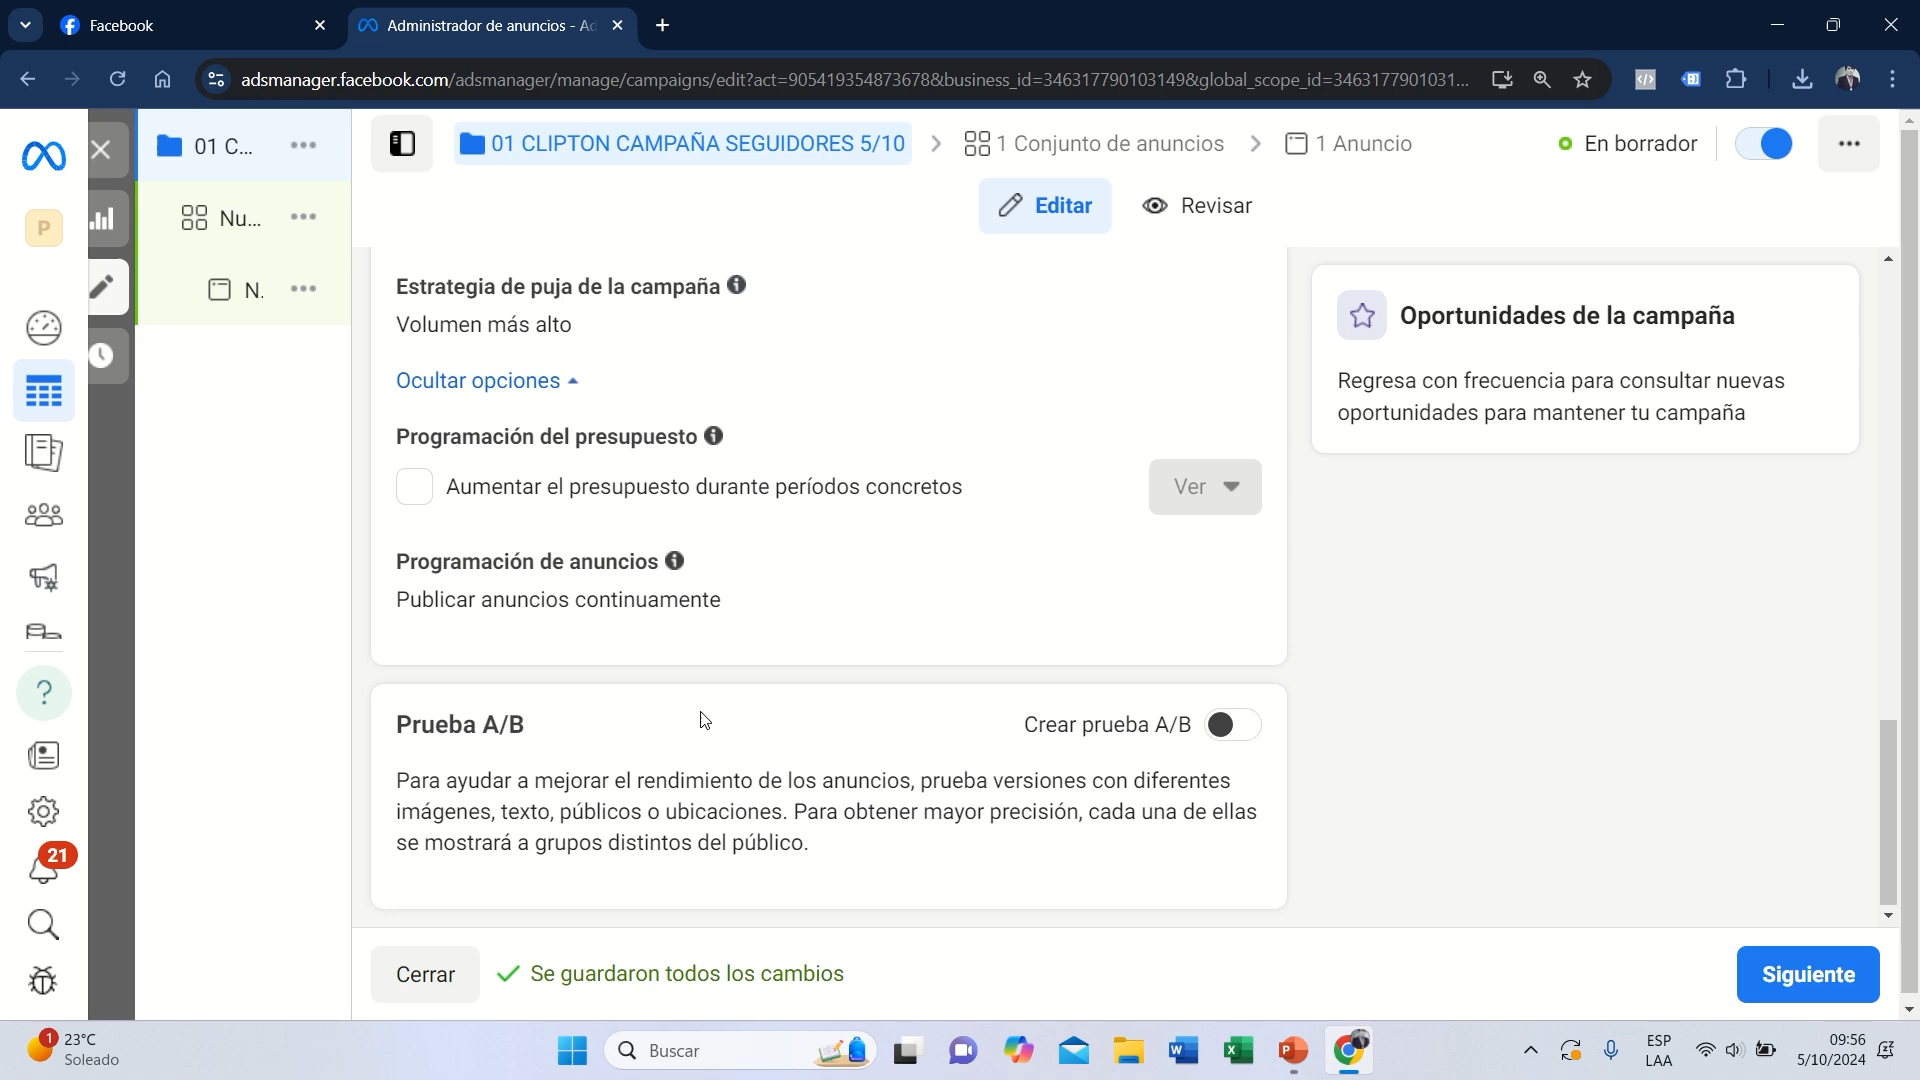 Facebook
Administrador de anuncios - Ad
adsmanager.facebook.com/adsmanager/manage/campaigns/edit?act=905419354873678&business_id=346317790103149&global_scope_id=3463177901031...
01 C...
Nu...
N.
P
01 CLIPTON CAMPAÑA SEGUIDORES 5/10
1 Conjunto de anuncios
1 Anuncio
En borrador
Editar
Revisar
Estrategia de puja de la campaña
Volumen más alto
Ocultar opciones
Programación del presupuesto
Aumentar el presupuesto durante períodos concretos
Ver
Programación de anuncios
Publicar anuncios continuamente
Oportunidades de la campaña
Regresa con frecuencia para consultar nuevas
oportunidades para mantener tu campaña
Prueba A/B
Crear prueba A/B
Para ayudar a mejorar el rendimiento de los anuncios, prueba versiones con diferentes
imágenes, texto, públicos o ubicaciones. Para obtener mayor precisión, cada una de ellas
se mostrará a grupos distintos del público.
?
21
Cerrar
Se guardaron todos los cambios
Siguiente
1
23°C
Soleado
Buscar
ESP
LAA
09:56
5/10/2024